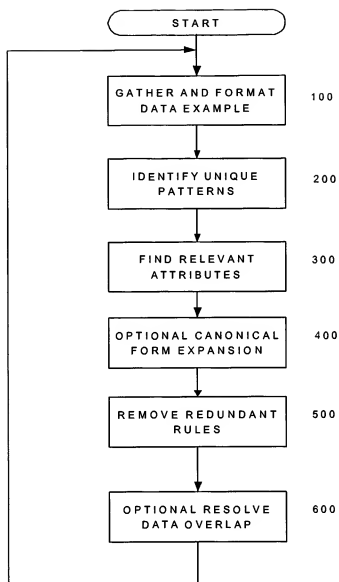 START
GATHER AND FORMAT
DATA EXAMPLE
100
IDENTIFY UNIQUE
PATTERNS
200
FIND RELEVANT
ATTRIBUTES
300
OPTIONAL CANONICAL
FORM EXPANSION
400
REMOVE REDUNDANT
RULES
500
OPTIONAL RESOLVE
DATA OVERLAP
600